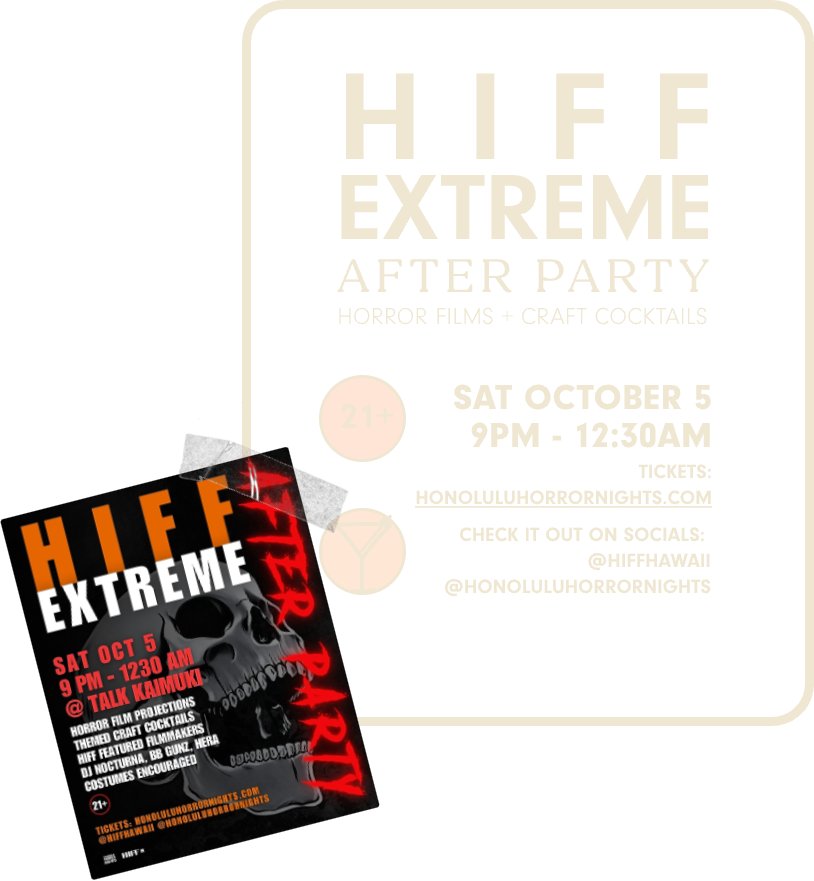 H I F F
EXTREME
AFTER PARTY
HORROR FILMS + CRAFT COCKTAILS
21+
SAT OCTOBER 5
9PM - 12:30AM
TICKETS:
HONOLULUHORRORNIGHTS.COM
CHECK IT OUT ON SOCIALS:
@HIFFHAWAII
@HONOLULUHORRORNIGHTS
HIFF
EXTREME
AFTER PARTY
SAT OCT 5
9 PM - 1230 AM
@ TALK KAIMUKI
HORROR FILM PROJECTIONS
THEMED CRAFT COCKTAILS
HIFF FEATURED FILMMAKERS
DJ NOCTURNA, BB GUNZ, HERA
COSTUMES ENCOURAGED
21+
TICKETS: HONOLULUHORRORNIGHTS.COM
@HIFFHAWAII @HONOLULUHORRORNIGHTS